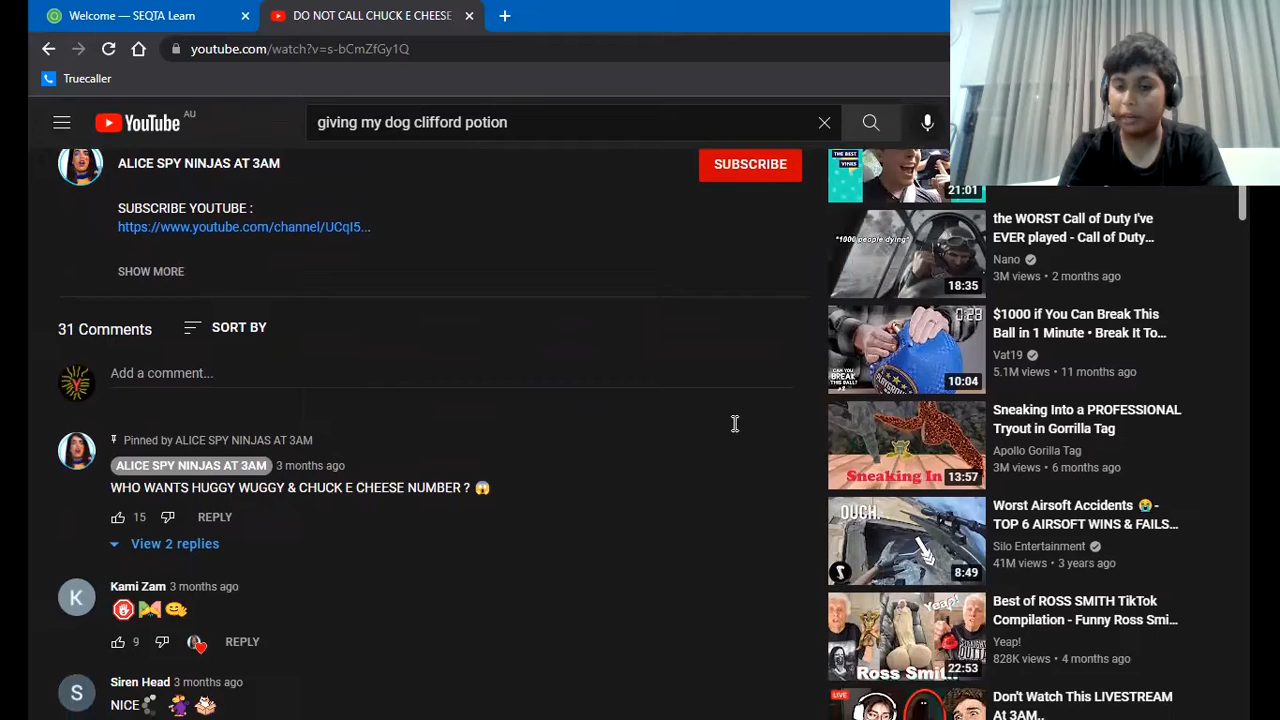 Welcome — SEQTA Learn
DO NOT CALL CHUCK E CHEESE
youtube.com/watch?v=s-bCmZfGy1Q
Truecaller
YouTube AU
giving my dog clifford potion
ALICE SPY NINJAS AT 3AM
SUBSCRIBE
SUBSCRIBE YOUTUBE :
https://www.youtube.com/channel/UCqI5...
SHOW MORE
31 Comments
SORT BY
Add a comment...
Pinned by ALICE SPY NINJAS AT 3AM
ALICE SPY NINJAS AT 3AM 3 months ago
WHO WANTS HUGGY WUGGY & CHUCK E CHEESE NUMBER ? 😱
15 REPLY
View 2 replies
K
Kami Zam 3 months ago
9 REPLY
S
Siren Head 3 months ago
NICE
THE BEST
VINES
21:01
*1000 people dying*
18:35
the WORST Call of Duty I've
EVER played - Call of Duty...
Nano
3M views • 2 months ago
0:28
CAN YOU
BREAK
THIS BALL?
10:04
$1000 if You Can Break This
Ball in 1 Minute • Break It To...
Vat19
5.1M views • 11 months ago
Sneaking In
13:57
Sneaking Into a PROFESSIONAL
Tryout in Gorrilla Tag
Apollo Gorilla Tag
3M views • 6 months ago
OUCH.
8:49
Worst Airsoft Accidents 😭 -
TOP 6 AIRSOFT WINS & FAILS...
Silo Entertainment
41M views • 3 years ago
Yeap!
Ross Smi
22:53
Best of ROSS SMITH TikTok
Compilation - Funny Ross Smi...
Yeap!
828K views • 4 months ago
LIVE
Don't Watch This LIVESTREAM
At 3AM..